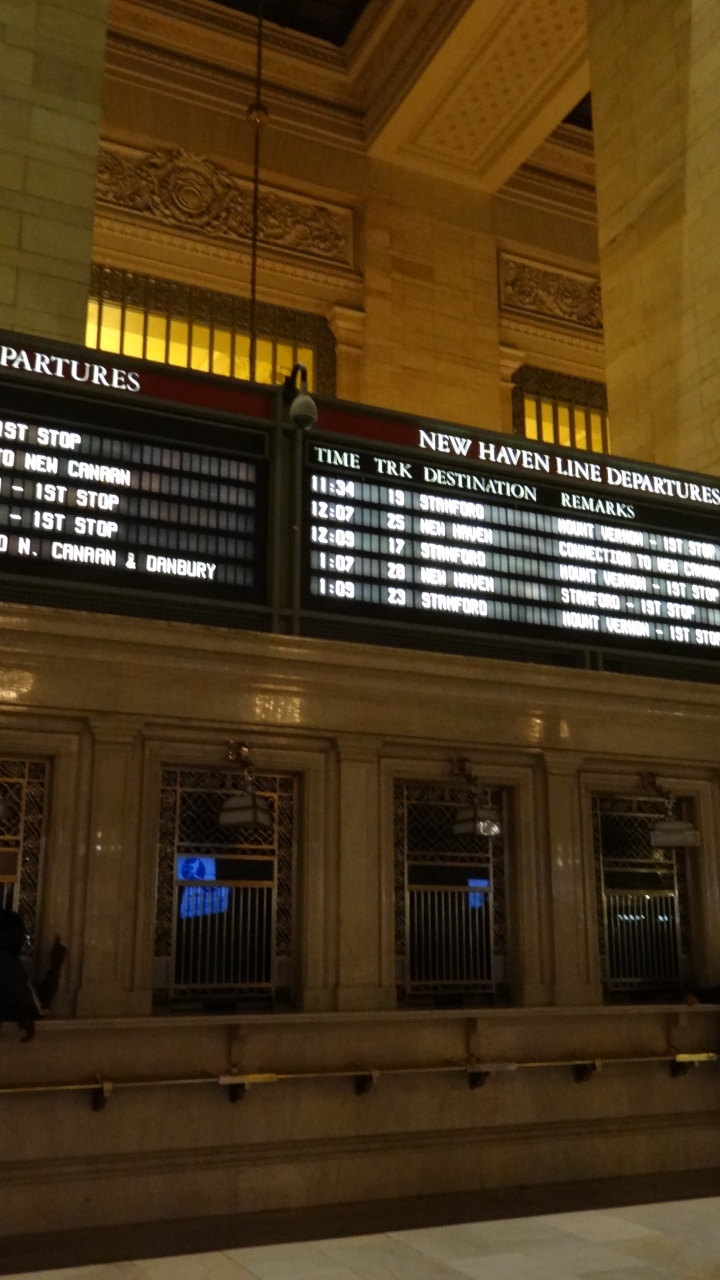 PARTURES
1ST STOP
TO NEW CANAAN
- 1ST STOP
- 1ST STOP
N. CANAAN & DANBURY
NEW HAVEN LINE DEPARTURES
TIME TRK DESTINATION REMARKS
11:34 19 STAMFORD MOUNT VERNON - 1ST STOP
12:07 25 NEW HAVEN CONNECTION TO NEW CANAAN
12:09 17 STAMFORD MOUNT VERNON - 1ST STOP
1:07 28 NEW HAVEN STAMFORD - 1ST STOP
1:09 23 STAMFORD MOUNT VERNON - 1ST STOP